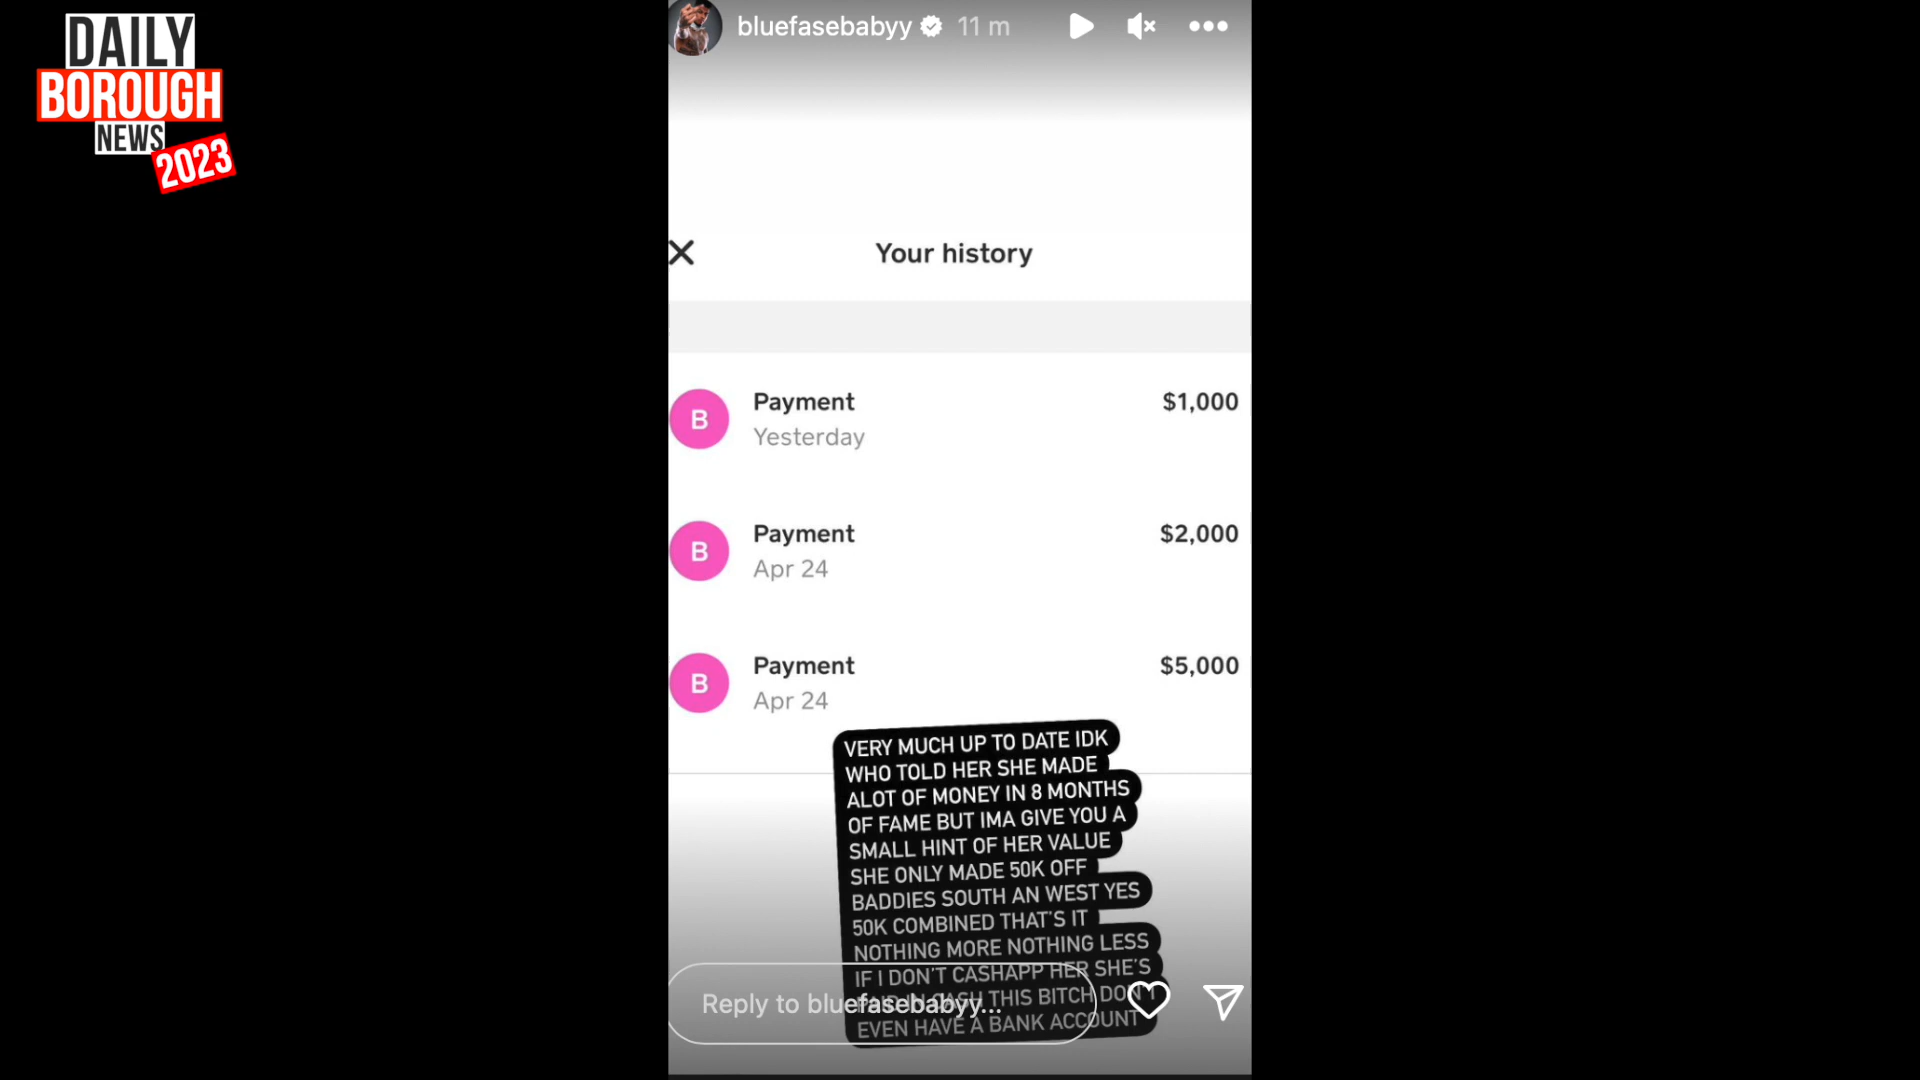 DAILY
BOROUGH
NEWS
2023
bluefasebabyy 11 m
Your history
B
Payment $1,000
Yesterday
B
Payment $2,000
Apr 24
B
Payment $5,000
Apr 24
VERY MUCH UP TO DATE IDK
WHO TOLD HER SHE MADE
ALOT OF MONEY IN 8 MONTHS
OF FAME BUT IMA GIVE YOU A
SMALL HINT OF HER VALUE
SHE ONLY MADE 50K OFF
BADDIES SOUTH AN WEST YES
50K COMBINED THAT'S IT
NOTHING MORE NOTHING LESS
IF I DON'T CASHAPP HER SHE'S
PAID IN CASH THIS BITCH DON'T
EVEN HAVE A BANK ACCOUNT
Reply to bluefasebabyy...